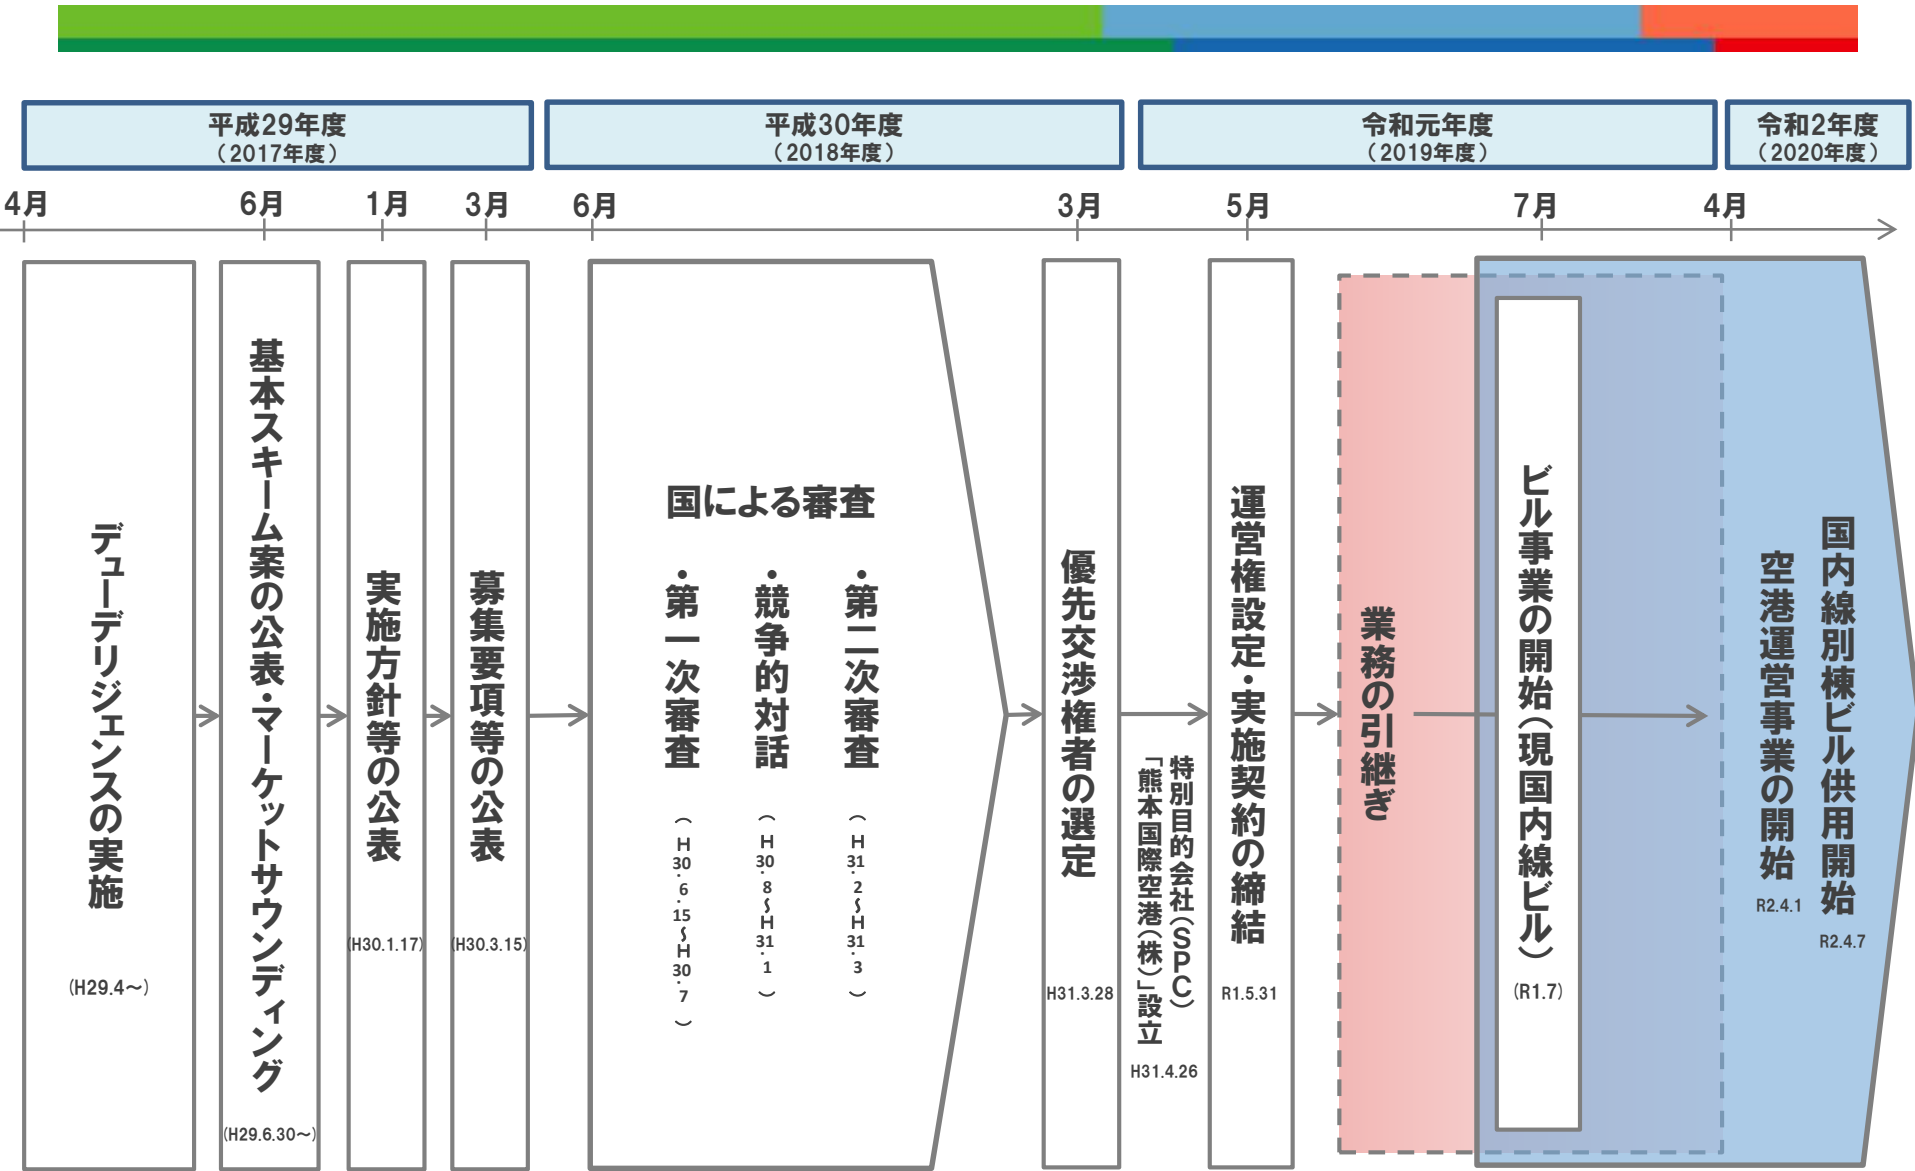 平成29年度
（2017年度）
平成30年度
（2018年度）
令和元年度
（2019年度）
令和2年度
（2020年度）
4月
6月
1月
3月
6月
3月
5月
7月
4月
デューデリジェンスの実施
(H29.4～)
基本スキーム案の公表・マーケットサウンディング
(H29.6.30～)
実施方針等の公表
(H30.1.17)
募集要項等の公表
(H30.3.15)
国による審査
・第一次審査
（H30.6.15～H30.7）
・競争的対話
（H30.8～H31.1）
・第二次審査
（H31.2～H31.3）
優先交渉権者の選定
H31.3.28
特別目的会社（SPC）
「熊本国際空港（株）」設立
H31.4.26
運営権設定・実施契約の締結
R1.5.31
業務の引継ぎ
ビル事業の開始（現国内線ビル）
(R1.7)
空港運営事業の開始
R2.4.1
国内線別棟ビル供用開始
R2.4.7